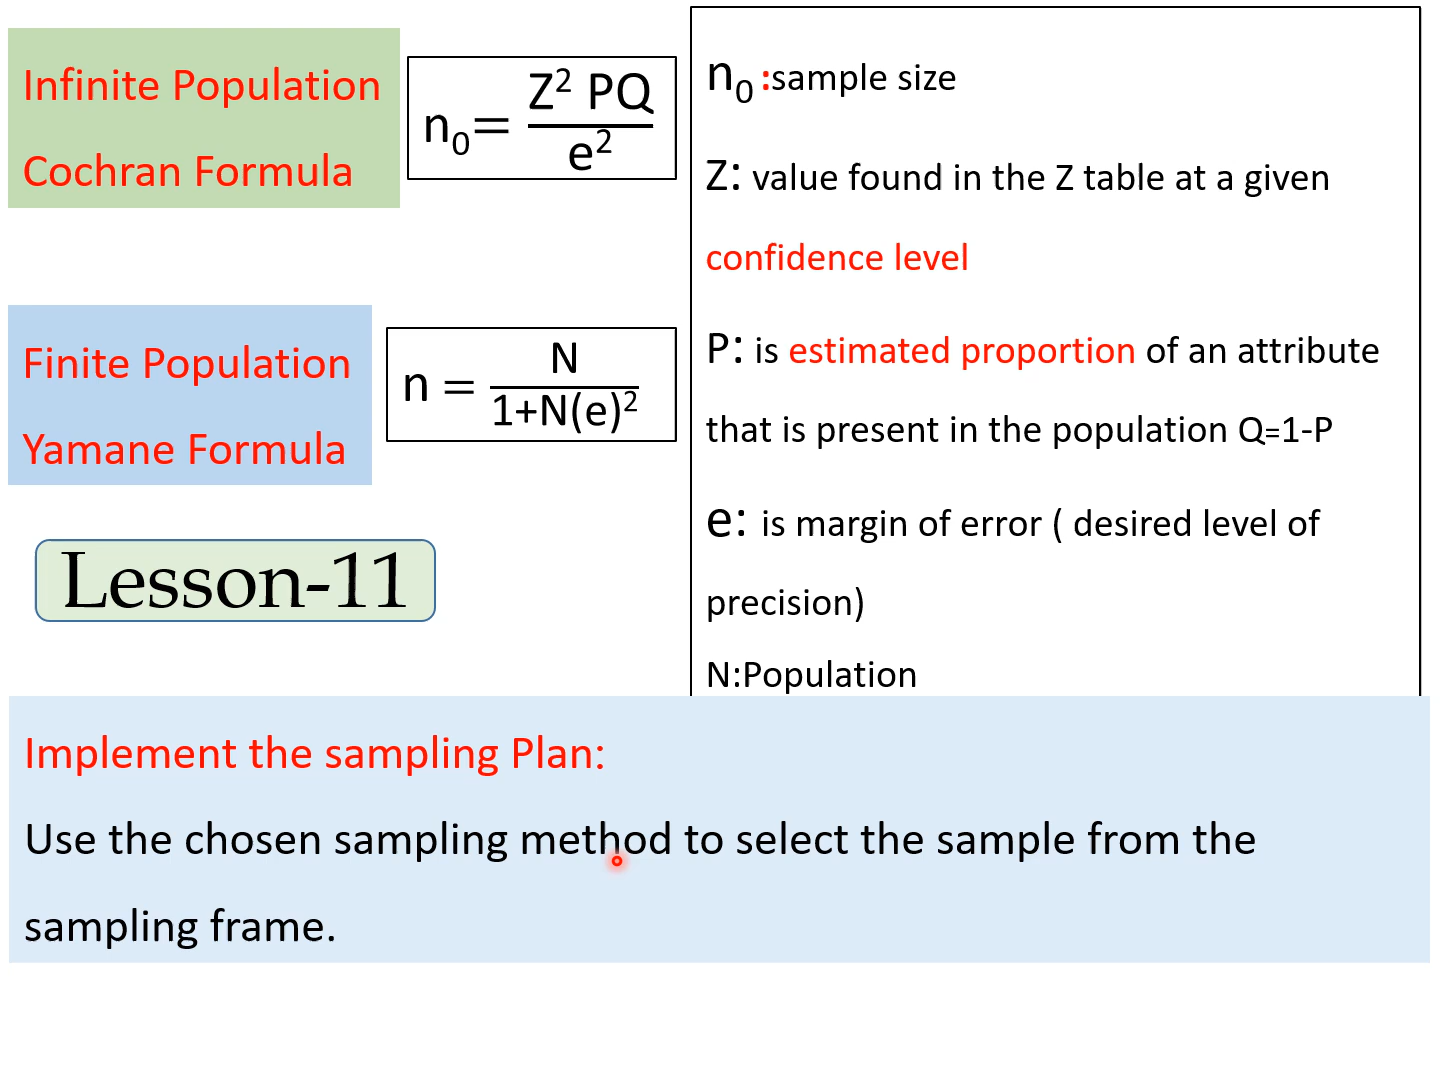 Infinite Population
Cochran Formula
n₀= Z² PQ
e²
Finite Population
Yamane Formula
n = N
1+N(e)²
Lesson-11
n₀ :sample size
Z: value found in the Z table at a given
confidence level
P: is estimated proportion of an attribute
that is present in the population Q=1-P
e: is margin of error ( desired level of
precision)
N:Population
Implement the sampling Plan:
Use the chosen sampling method to select the sample from the
sampling frame.